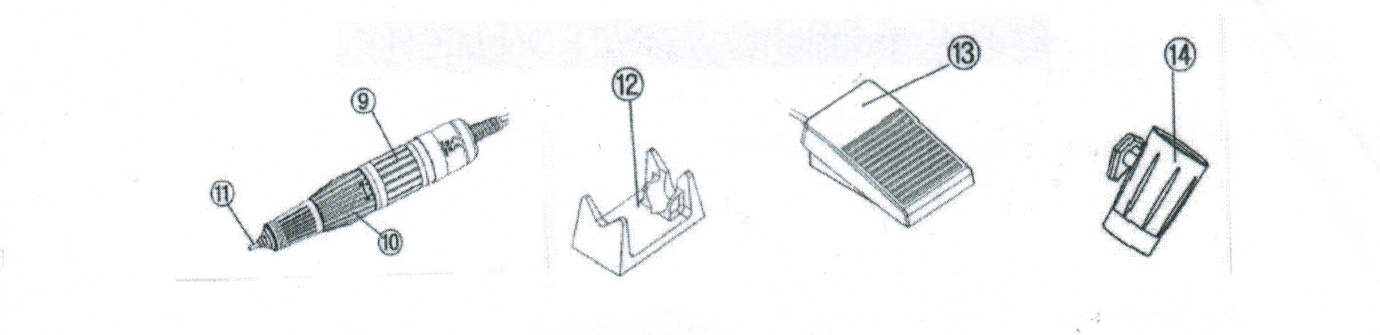 ⑨ ⑩ ⑪ ⑫ ⑬ ⑭